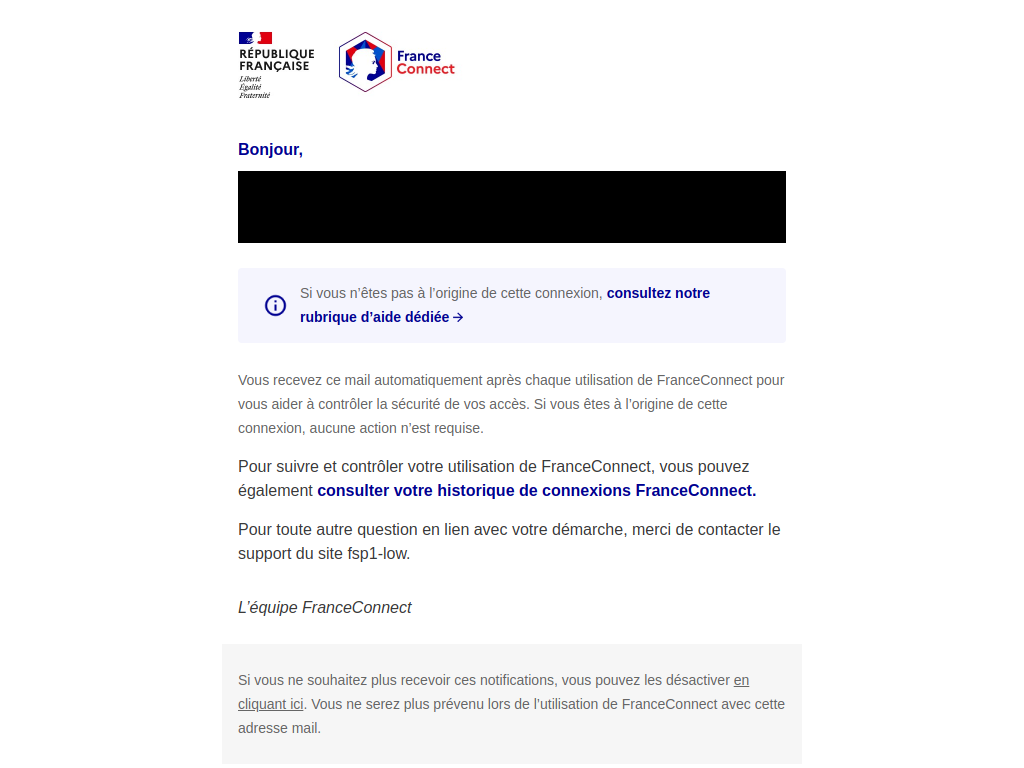 RÉPUBLIQUE
FRANÇAISE
Liberté
Égalité
Fraternité
France
Connect
Bonjour,
Si vous n’êtes pas à l’origine de cette connexion, consultez notre
rubrique d’aide dédiée →
Vous recevez ce mail automatiquement après chaque utilisation de FranceConnect pour
vous aider à contrôler la sécurité de vos accès. Si vous êtes à l’origine de cette
connexion, aucune action n’est requise.
Pour suivre et contrôler votre utilisation de FranceConnect, vous pouvez
également consulter votre historique de connexions FranceConnect.
Pour toute autre question en lien avec votre démarche, merci de contacter le
support du site fsp1-low.
L’équipe FranceConnect
Si vous ne souhaitez plus recevoir ces notifications, vous pouvez les désactiver en
cliquant ici. Vous ne serez plus prévenu lors de l’utilisation de FranceConnect avec cette
adresse mail.